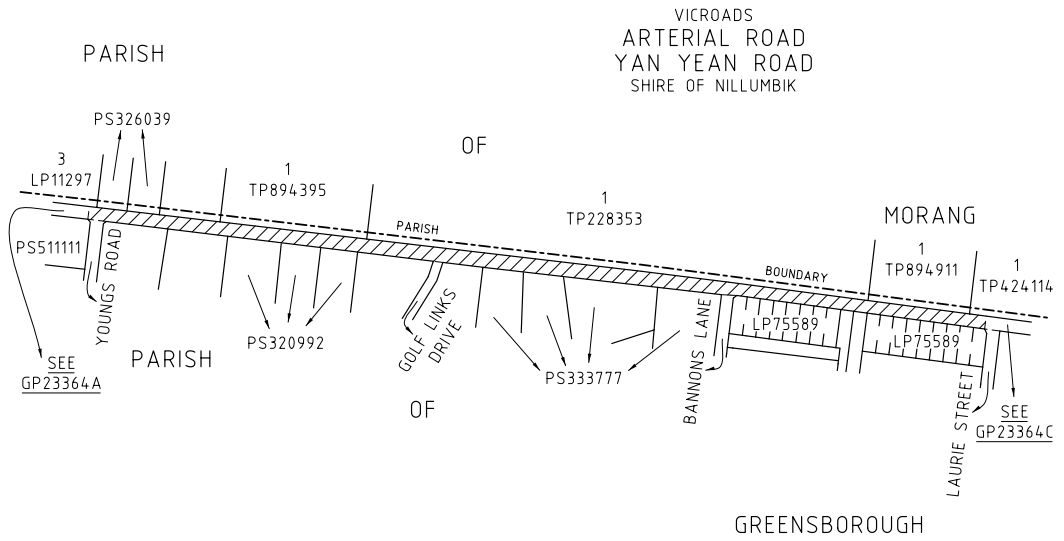 VICROADS
ARTERIAL ROAD
YAN YEAN ROAD
SHIRE OF NILLUMBIK
PARISH
OF
MORANG
PS326039
3
LP11297
1
TP894395
1
TP228353
1
TP894911
1
TP424114
PARISH
BOUNDARY
PS511111
YOUNGS ROAD
PS320992
GOLF LINKS
DRIVE
PS333777
BANNONS LANE
LP75589
LP75589
LAURIE STREET
SEE
GP23364A
SEE
GP23364C
PARISH
OF
GREENSBOROUGH